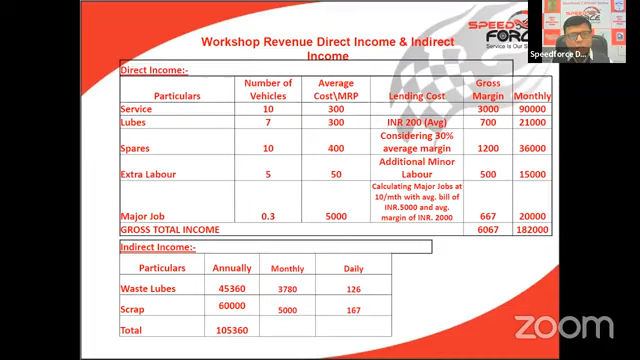 SPEED
FORCE
Service Is Our S
Speedforce D...
Workshop Revenue Direct Income & Indirect
Income
Direct Income:-
Particulars
Number of
Vehicles
Average
Cost\MRP
Lending Cost
Gross
Margin
Monthly
Service 10 300 3000 90000
Lubes 7 300 INR 200 (Avg) 700 21000
Spares 10 400
Considering 30%
average margin
1200 36000
Extra Labour 5 50
Additional Minor
Labour
500 15000
Major Job 0.3 5000
Calculating Major Jobs at
10/mth with avg. bill of
INR.5000 and avg.
margin of INR. 2000
667 20000
GROSS TOTAL INCOME 6067 182000
Indirect Income:-
Particulars Annually Monthly Daily
Waste Lubes 45360 3780 126
Scrap 60000 5000 167
Total 105360
zoom